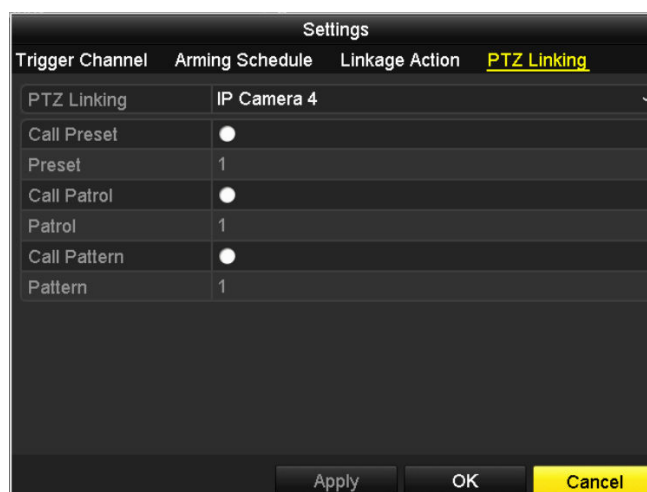 Settings
Trigger Channel Arming Schedule Linkage Action PTZ Linking
PTZ Linking IP Camera 4
Call Preset
Preset 1
Call Patrol
Patrol 1
Call Pattern
Pattern 1
Apply OK Cancel